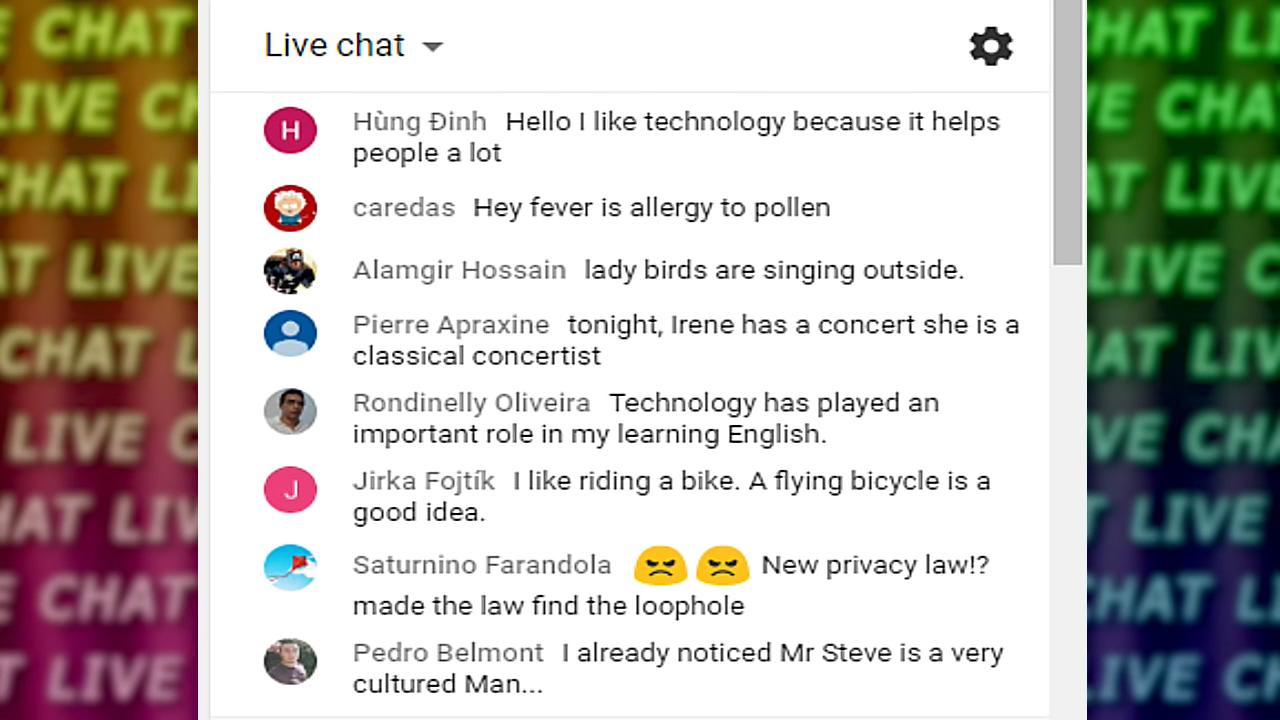 Live chat
H
Hùng Đinh Hello I like technology because it helps
people a lot
caredas Hey fever is allergy to pollen
Alamgir Hossain lady birds are singing outside.
Pierre Apraxine tonight, Irene has a concert she is a
classical concertist
Rondinelly Oliveira Technology has played an
important role in my learning English.
J
Jirka Fojtík I like riding a bike. A flying bicycle is a
good idea.
Saturnino Farandola 😠😠 New privacy law!?
made the law find the loophole
Pedro Belmont I already noticed Mr Steve is a very
cultured Man...
E CHAT
LIVE CH
CHAT LI
AT LIVE
CHAT L
LIVE C
HAT LIV
E CHAT
T LIVE
HAT LI
VE CHA
AT LIVE
LIVE C
HAT LIV
VE CHA
T LIVE
CHAT LI
LIVE C